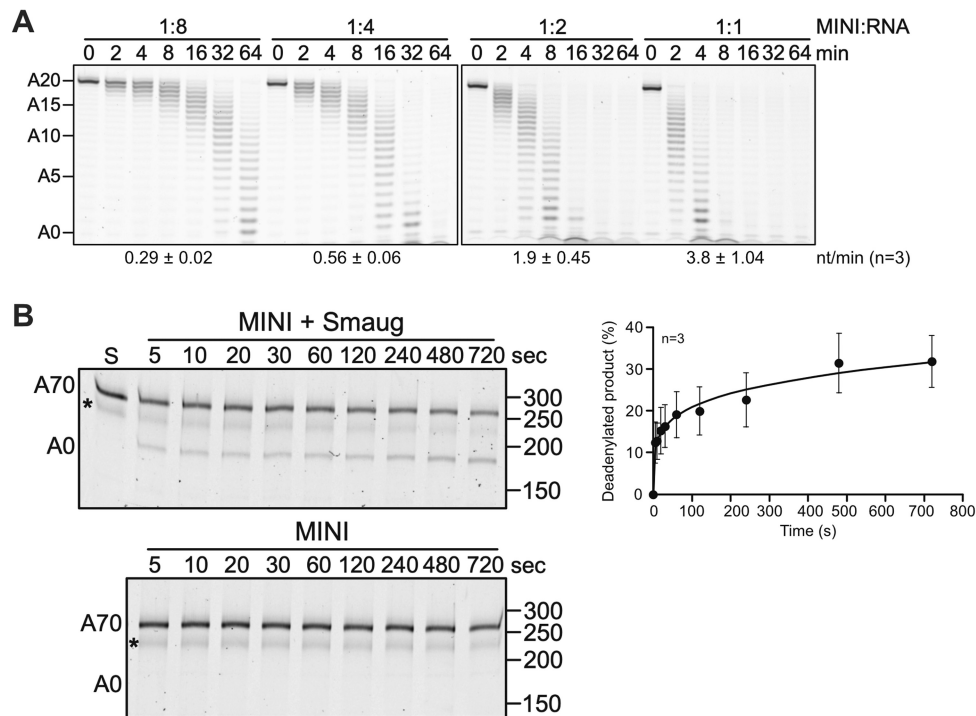 A
1:8 1:4 1:2 1:1 MINI:RNA
0 2 4 8 16 32 64 0 2 4 8 16 32 64 0 2 4 8 16 32 64 0 2 4 8 16 32 64 min
A20
A15
A10
A5
A0
0.29 ± 0.02 0.56 ± 0.06 1.9 ± 0.45 3.8 ± 1.04 nt/min (n=3)
B
MINI + Smaug
S 5 10 20 30 60 120 240 480 720 sec
A70
*
A0
300
250
200
150
MINI
5 10 20 30 60 120 240 480 720 sec
A70
*
A0
300
250
200
150
Deadenylated product (%)
40
30
20
10
0
n=3
0 100 200 300 400 500 600 700 800
Time (s)